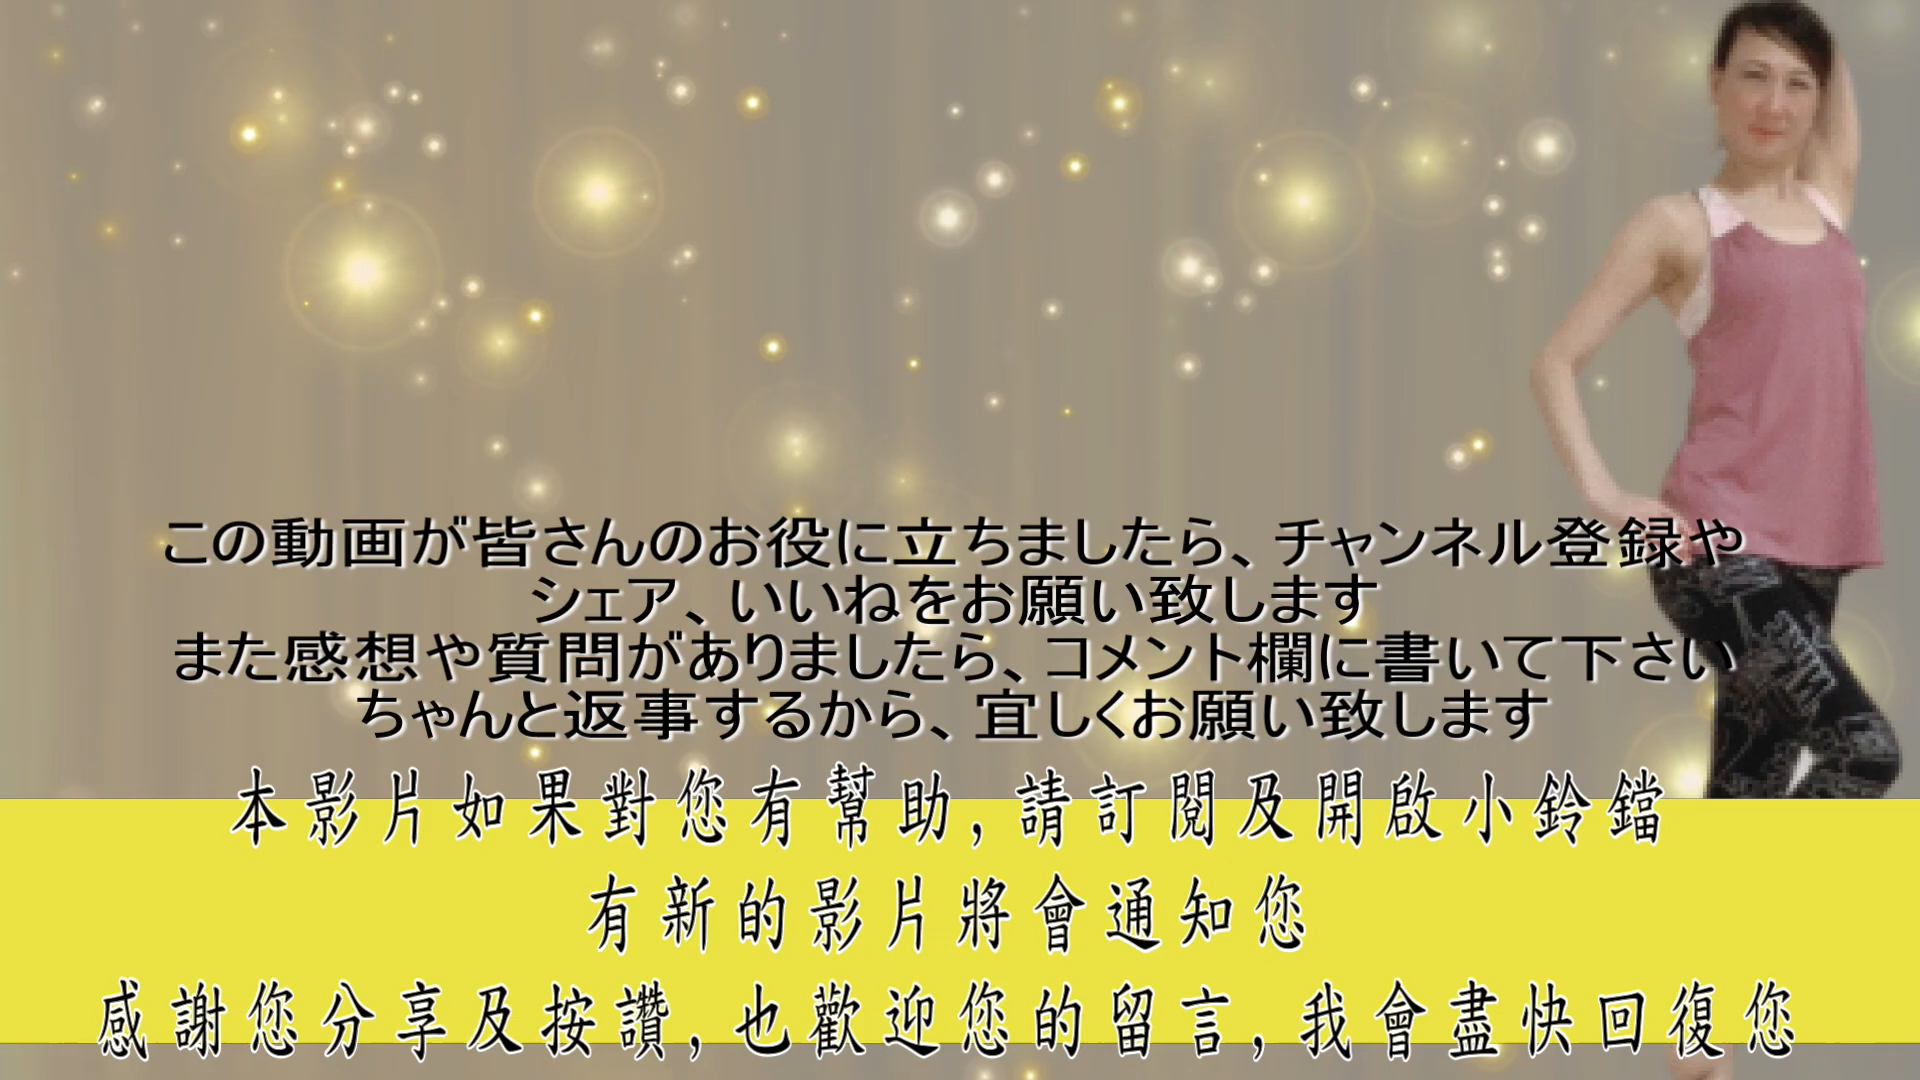 この動画が皆さんのお役に立ちましたら、チャンネル登録や
シェア、いいねをお願い致します
また感想や質問がありましたら、コメント欄に書いて下さい
ちゃんと返事するから、宜しくお願い致します
本影片如果對您有幫助,請訂閱及開啟小鈴鐺
有新的影片將會通知您
感謝您分享及按讚,也歡迎您的留言,我會盡快回復您